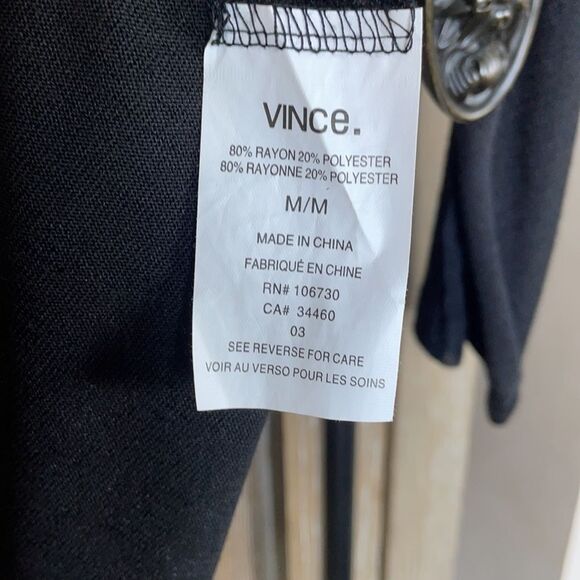 VINCe.
80% RAYON 20% POLYESTER
80% RAYONNE 20% POLYESTER
M/M
MADE IN CHINA
FABRIQUÉ EN CHINE
RN# 106730
CA# 34460
03
SEE REVERSE FOR CARE
VOIR AU VERSO POUR LES SOINS